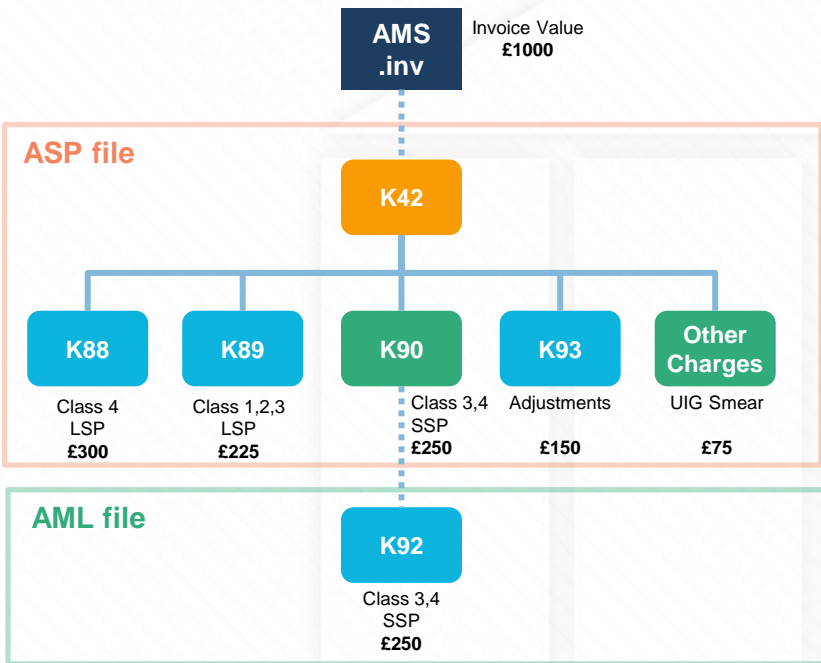 AMS
.inv
Invoice Value
£1000
ASP file
K42
K88
K89
K90
K93
Other
Charges
Class 4
LSP
£300
Class 1,2,3
LSP
£225
Class 3,4
SSP
£250
Adjustments
£150
UIG Smear
£75
AML file
K92
Class 3,4
SSP
£250